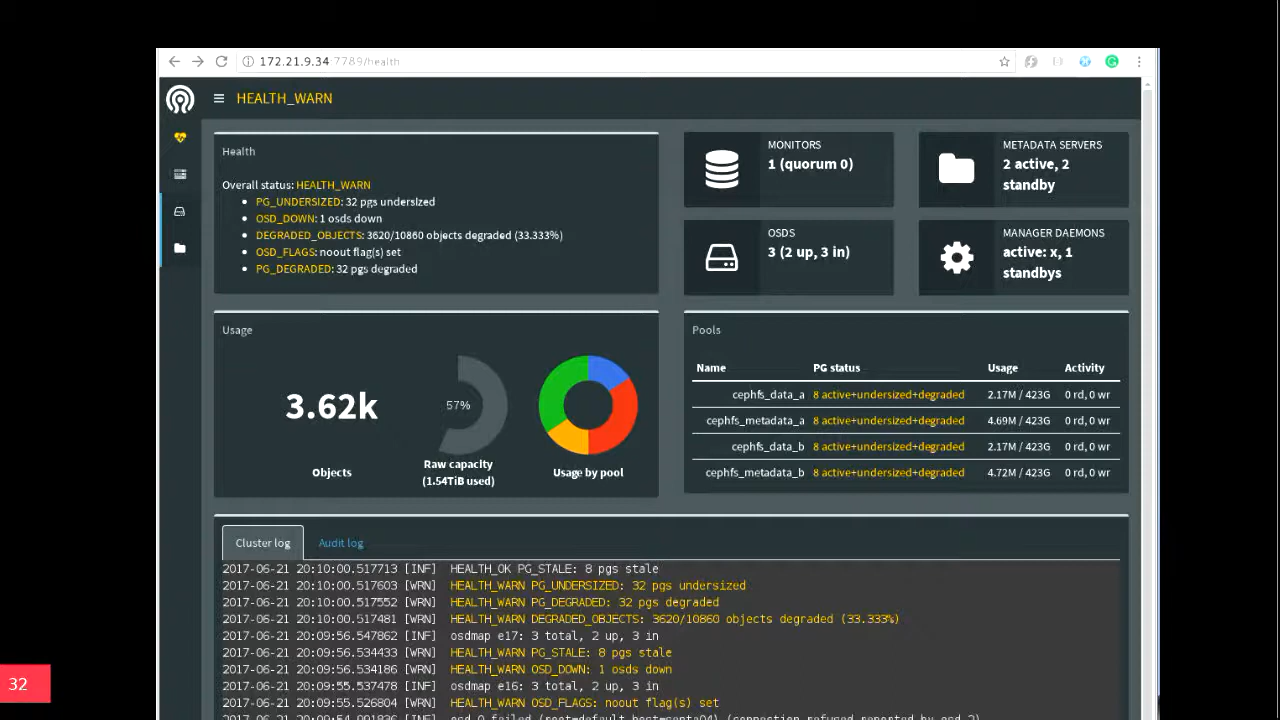 172.21.9.34:7789/health
HEALTH_WARN
Health
Overall status: HEALTH_WARN
PG_UNDERSIZED: 32 pgs undersized
OSD_DOWN: 1 osds down
DEGRADED_OBJECTS: 3620/10860 objects degraded (33.333%)
OSD_FLAGS: noout flag(s) set
PG_DEGRADED: 32 pgs degraded
MONITORS
1 (quorum 0)
METADATA SERVERS
2 active, 2
standby
OSDS
3 (2 up, 3 in)
MANAGER DAEMONS
active: x, 1
standbys
Usage
3.62k
Objects
57%
Raw capacity
(1.54TiB used)
Usage by pool
Pools
Name PG status Usage Activity
cephfs_data_a 8 active+undersized+degraded 2.17M / 423G 0 rd, 0 wr
cephfs_metadata_a 8 active+undersized+degraded 4.69M / 423G 0 rd, 0 wr
cephfs_data_b 8 active+undersized+degraded 2.17M / 423G 0 rd, 0 wr
cephfs_metadata_b 8 active+undersized+degraded 4.72M / 423G 0 rd, 0 wr
Cluster log Audit log
2017-06-21 20:10:00.517713 [INF] HEALTH_OK PG_STALE: 8 pgs stale
2017-06-21 20:10:00.517603 [WRN] HEALTH_WARN PG_UNDERSIZED: 32 pgs undersized
2017-06-21 20:10:00.517552 [WRN] HEALTH_WARN PG_DEGRADED: 32 pgs degraded
2017-06-21 20:10:00.517481 [WRN] HEALTH_WARN DEGRADED_OBJECTS: 3620/10860 objects degraded (33.333%)
2017-06-21 20:09:56.547862 [INF] osdmap e17: 3 total, 2 up, 3 in
2017-06-21 20:09:56.534433 [WRN] HEALTH_WARN PG_STALE: 8 pgs stale
2017-06-21 20:09:56.534186 [WRN] HEALTH_WARN OSD_DOWN: 1 osds down
2017-06-21 20:09:55.537478 [INF] osdmap e16: 3 total, 2 up, 3 in
2017-06-21 20:09:55.526804 [WRN] HEALTH_WARN OSD_FLAGS: noout flag(s) set
32